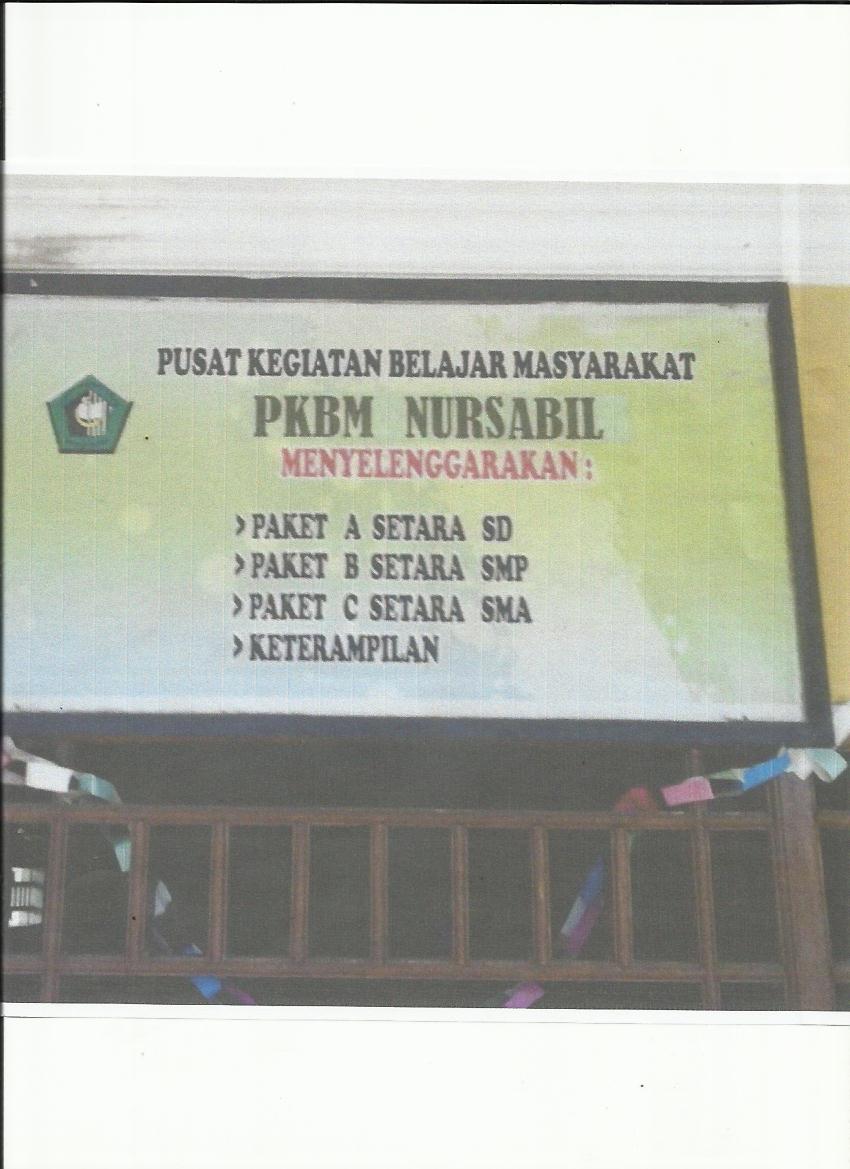 PUSAT KEGIATAN BELAJAR MASYARAKAT
PKBM NURSABIL
MENYELENGGARAKAN :
> PAKET A SETARA SD
> PAKET B SETARA SMP
> PAKET C SETARA SMA
> KETERAMPILAN